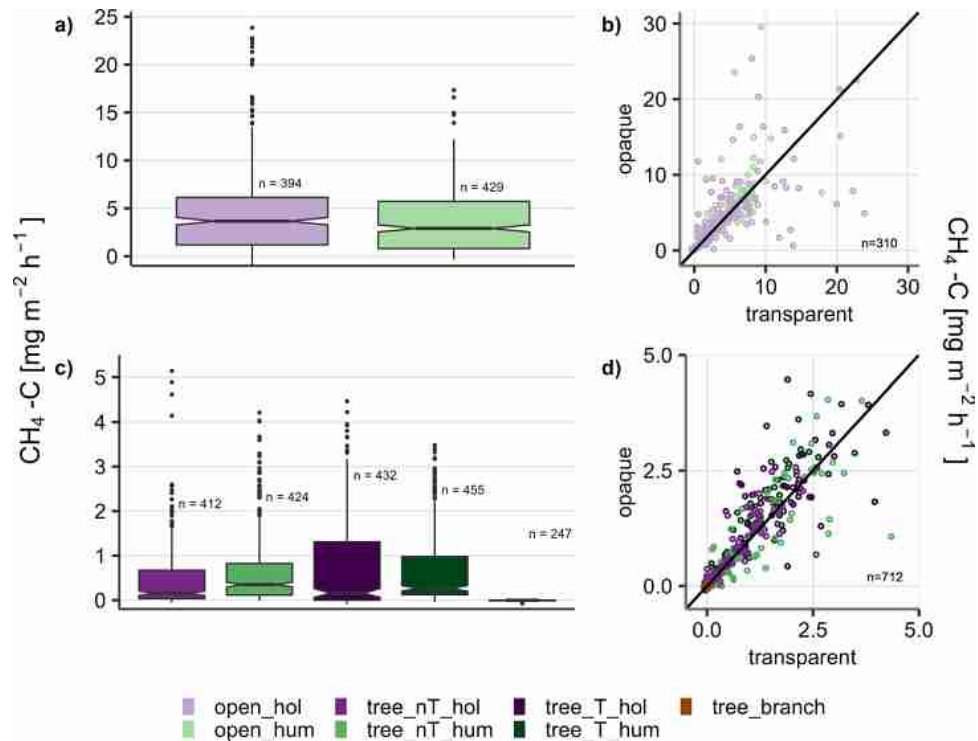 a)
25
20
15
10
5
0
n = 394
n = 429
b)
30
20
10
0
opaque
n=310
0 10 20 30
transparent
CH₄ -C [mg m⁻² h⁻¹]
CH₄ -C [mg m⁻² h⁻¹ ]
c)
5
4
3
2
1
0
n = 412
n = 424
n = 432
n = 455
n = 247
d)
5.0
2.5
0.0
opaque
n=712
0.0 2.5 5.0
transparent
open_hol tree_nT_hol tree_T_hol tree_branch
open_hum tree_nT_hum tree_T_hum